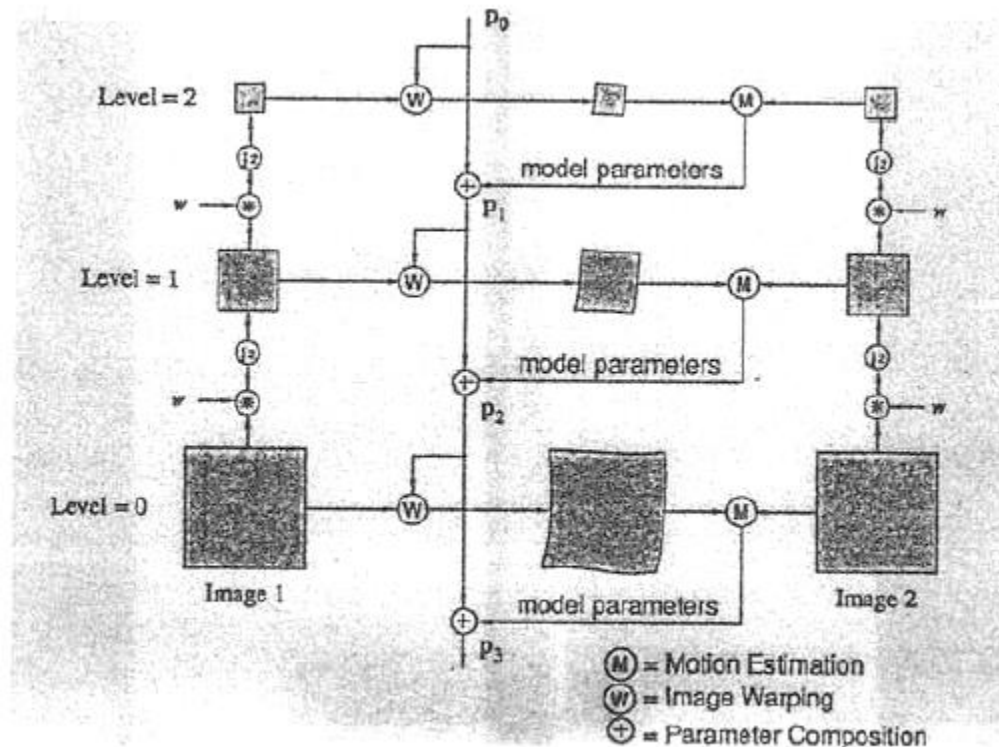 p0
Level = 2
W
M
↓2
↓2
model parameters
w
*
+
*
w
p1
Level = 1
W
M
↓2
model parameters
↓2
w
*
+
*
w
p2
Level = 0
W
M
Image 1
model parameters
Image 2
+
p3
M = Motion Estimation
W = Image Warping
+ = Parameter Composition